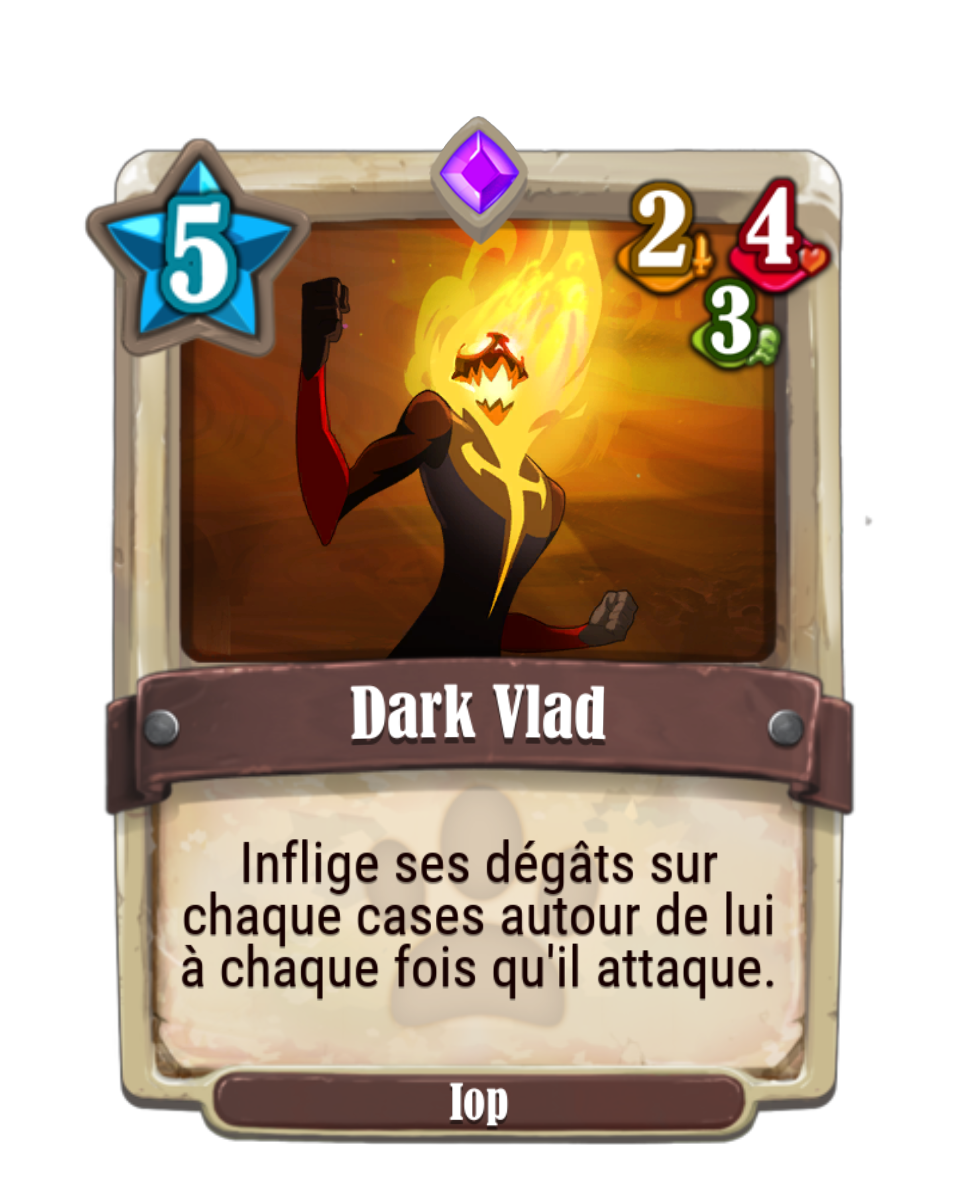 5
2
4
3
Dark Vlad
Inflige ses dégâts sur
chaque cases autour de lui
à chaque fois qu'il attaque.
Iop